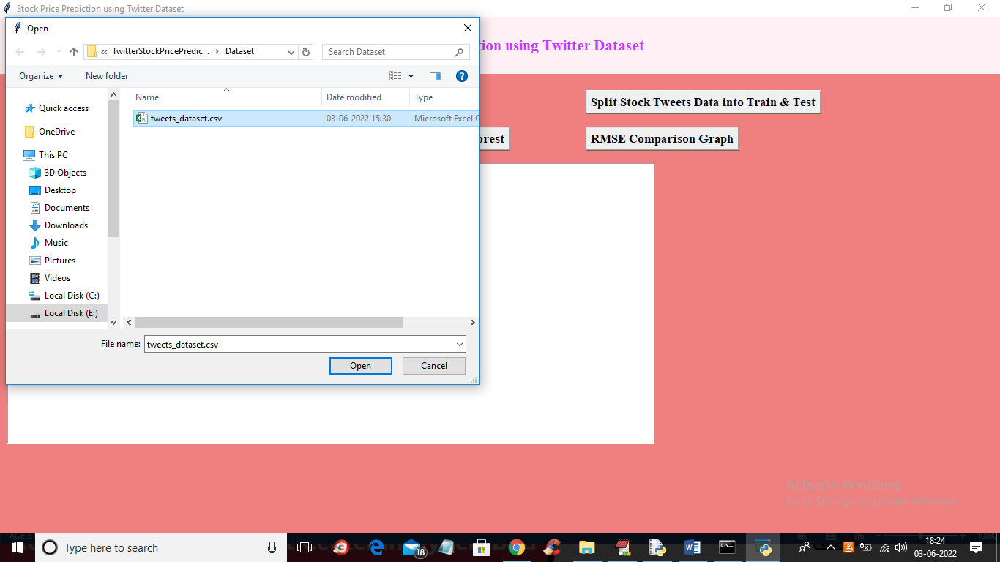 Stock Price Prediction using Twitter Dataset
Open
tion using Twitter Dataset
« TwitterStockPricePredic... > Dataset
Search Dataset
Organize
New folder
Name
Date modified
Type
tweets_dataset.csv
03-06-2022 15:30
Microsoft Excel C
Quick access
OneDrive
This PC
3D Objects
Desktop
Documents
Downloads
Music
Pictures
Videos
Local Disk (C:)
Local Disk (E:)
File name:
tweets_dataset.csv
Open
Cancel
Split Stock Tweets Data into Train & Test
orest
RMSE Comparison Graph
Activate Windows
Go to Settings to activate Windows.
PAGE 3
100%
Type here to search
18
18:24
03-06-2022